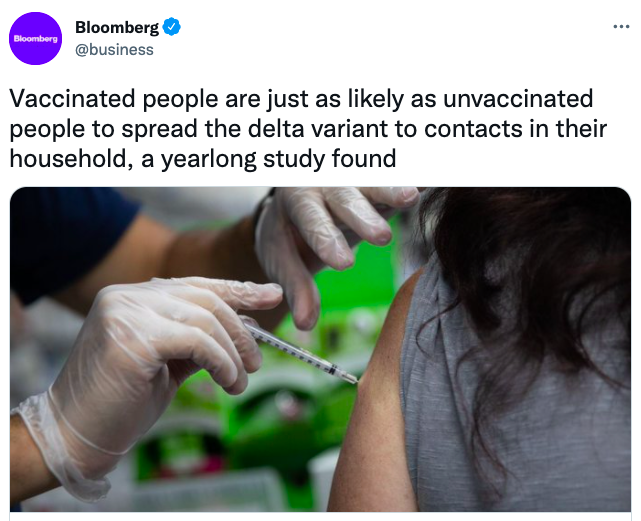 Bloomberg
Bloomberg
@business
Vaccinated people are just as likely as unvaccinated
people to spread the delta variant to contacts in their
household, a yearlong study found